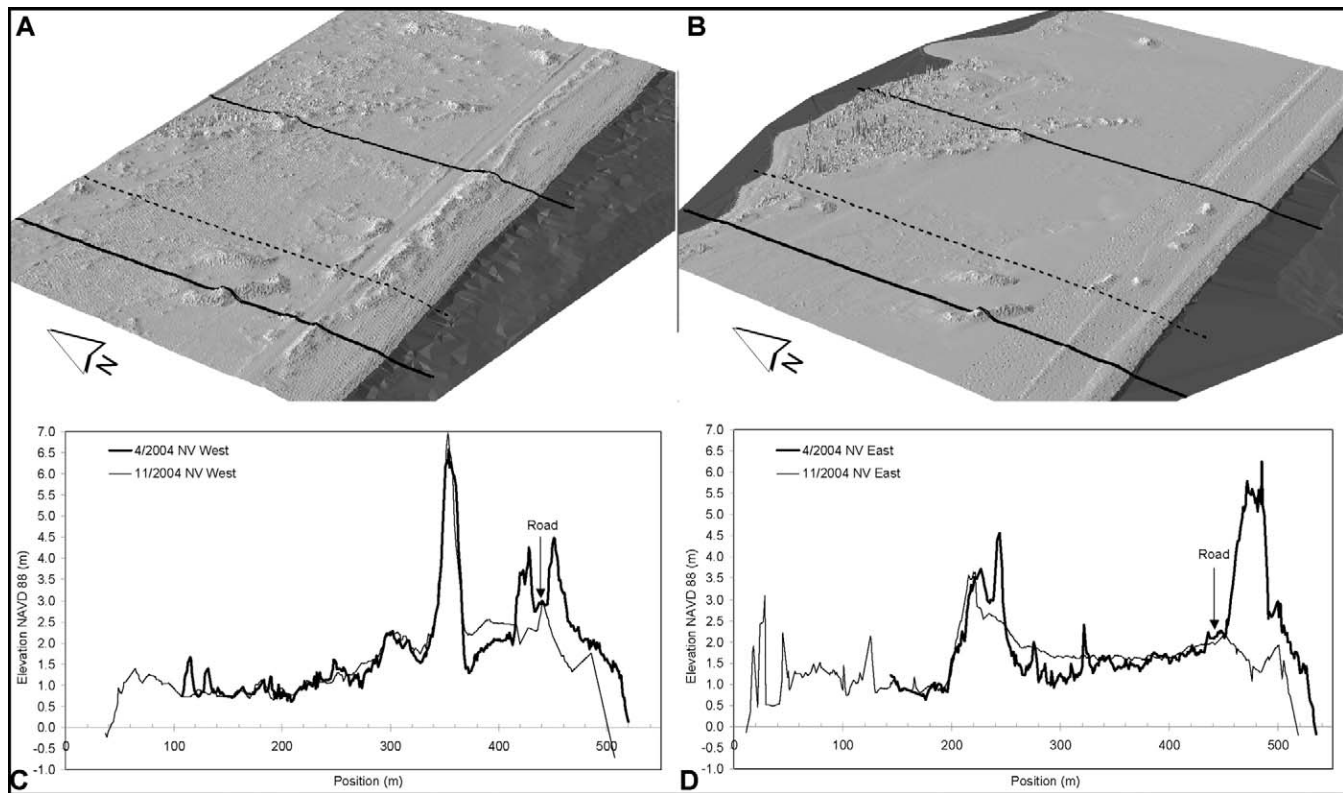 A
B
N
N
7.0
6.5
6.0
5.5
5.0
4.5
4.0
3.5
3.0
2.5
2.0
1.5
1.0
0.5
0.0
-0.5
-1.0
Elevation NAVD 88 (m)
4/2004 NV West
11/2004 NV West
Road
0 100 200 300 400 500
Position (m)
C
7.0
6.5
6.0
5.5
5.0
4.5
4.0
3.5
3.0
2.5
2.0
1.5
1.0
0.5
0.0
-0.5
-1.0
Elevation NAVD 88 (m)
4/2004 NV East
11/2004 NV East
Road
0 100 200 300 400 500
Position (m)
D